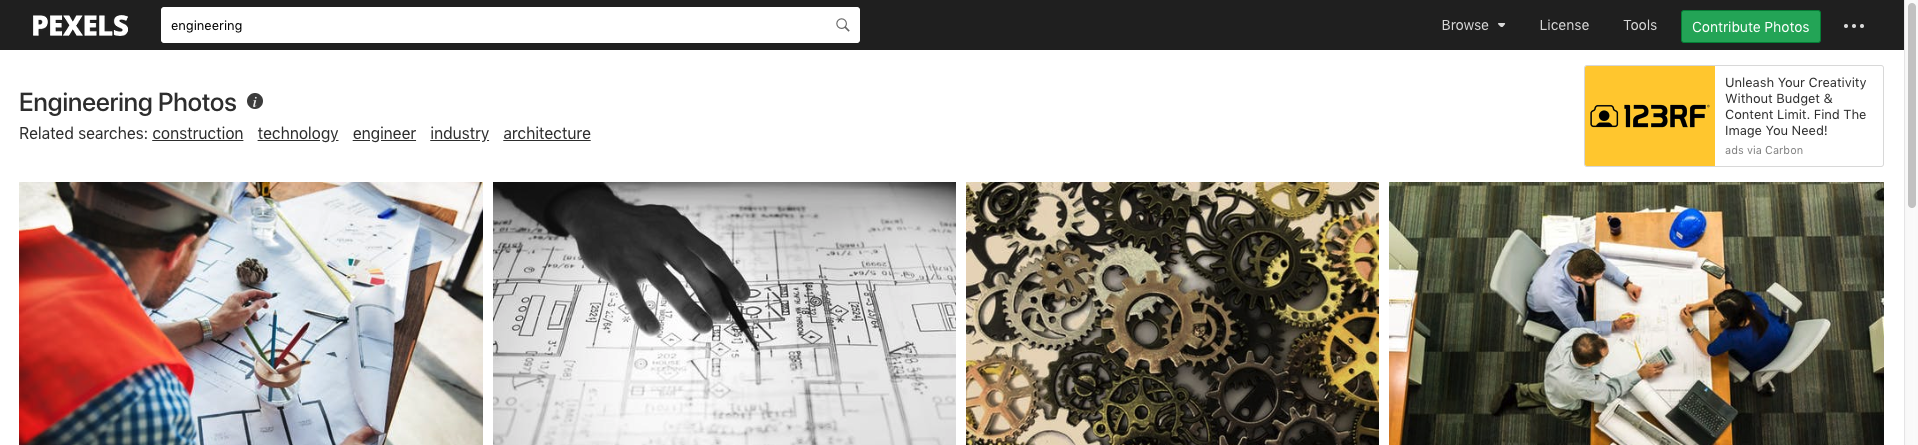 PEXELS
engineering
Browse
License
Tools
Contribute Photos
Engineering Photos
Related searches: construction technology engineer industry architecture
123RF
Unleash Your Creativity
Without Budget &
Content Limit. Find The
Image You Need!
ads via Carbon